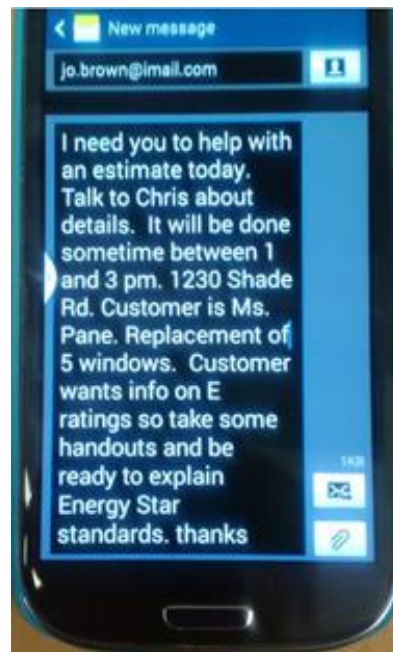 New message
jo.brown@imail.com
I need you to help with
an estimate today.
Talk to Chris about
details.  It will be done
sometime between 1
and 3 pm. 1230 Shade
Rd. Customer is Ms.
Pane. Replacement of
5 windows.  Customer
wants info on E
ratings so take some
handouts and be
ready to explain
Energy Star
standards. thanks
1KB